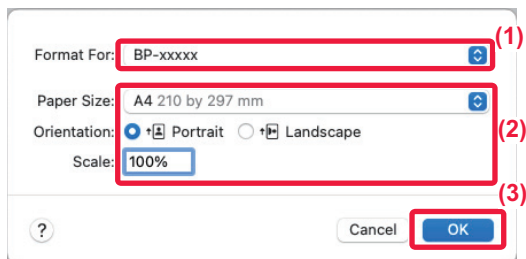 (1)
Format For: BP-xxxxx
Paper Size: A4 210 by 297 mm
Orientation: Portrait Landscape
(2)
Scale: 100%
(3)
? Cancel OK